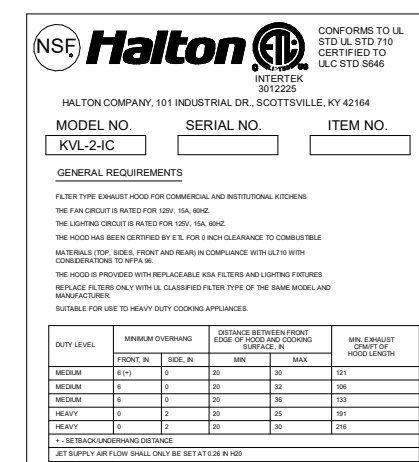 NSF Halton ETL CONFORMS TO UL
STD UL STD 710
CERTIFIED TO
ULC STD S646
INTERTEK
3012225
HALTON COMPANY, 101 INDUSTRIAL DR., SCOTTSVILLE, KY 42164
MODEL NO. SERIAL NO. ITEM NO.
KVL-2-IC
GENERAL REQUIREMENTS
FILTER TYPE EXHAUST HOOD FOR COMMERCIAL AND INSTITUTIONAL KITCHENS
THE FAN CIRCUIT IS RATED FOR 125V, 15A, 60HZ.
THE LIGHTING CIRCUIT IS RATED FOR 125V, 15A, 60HZ.
THE HOOD HAS BEEN CERTIFIED BY ETL FOR 0 INCH CLEARANCE TO COMBUSTIBLE
MATERIALS (TOP, SIDES, FRONT AND REAR) IN COMPLIANCE WITH UL710 WITH
CONSIDERATIONS TO NFPA 96.
THE HOOD IS PROVIDED WITH REPLACEABLE KSA FILTERS AND LIGHTING FIXTURES
REPLACE FILTERS ONLY WITH UL CLASSIFIED FILTER TYPE OF THE SAME MODEL AND
MANUFACTURER.
SUITABLE FOR USE TO HEAVY DUTY COOKING APPLIANCES.
DUTY LEVEL MINIMUM OVERHANG DISTANCE BETWEEN FRONT EDGE OF HOOD AND COOKING SURFACE, IN MIN. EXHAUST CFM/FT OF HOOD LENGTH
FRONT, IN SIDE, IN MIN MAX
MEDIUM 6 (+) 0 20 30 121
MEDIUM 6 0 20 32 106
MEDIUM 6 0 20 36 133
HEAVY 0 2 20 25 191
HEAVY 0 2 20 30 216
+ - SETBACK/UNDERHANG DISTANCE
JET SUPPLY AIR FLOW SHALL ONLY BE SET AT 0.26 IN H20